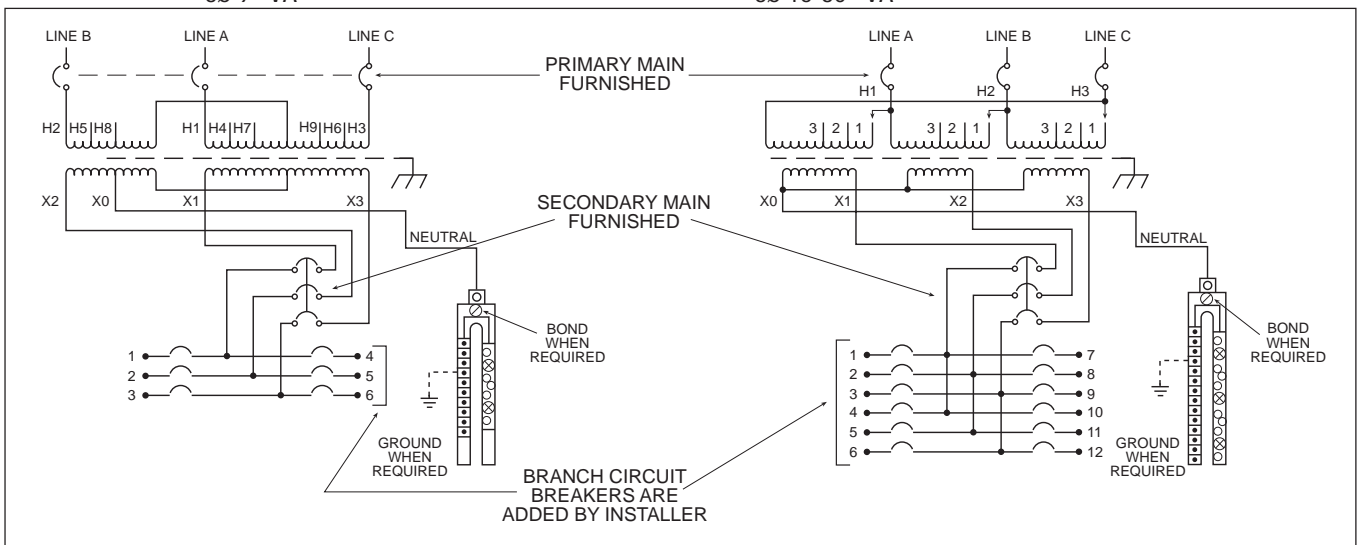 LINE B LINE A LINE C
H2 H5 H8 H1 H4 H7 H9 H6 H3
X2 X0 X1 X3
NEUTRAL
1 4
2 5
3 6
BOND
WHEN
REQUIRED
GROUND
WHEN
REQUIRED
PRIMARY MAIN
FURNISHED
SECONDARY MAIN
FURNISHED
BRANCH CIRCUIT
BREAKERS ARE
ADDED BY INSTALLER
LINE A LINE B LINE C
H1 H2 H3
3 2 1 3 2 1 3 2 1
X0 X1 X2 X3
NEUTRAL
1 7
2 8
3 9
4 10
5 11
6 12
BOND
WHEN
REQUIRED
GROUND
WHEN
REQUIRED